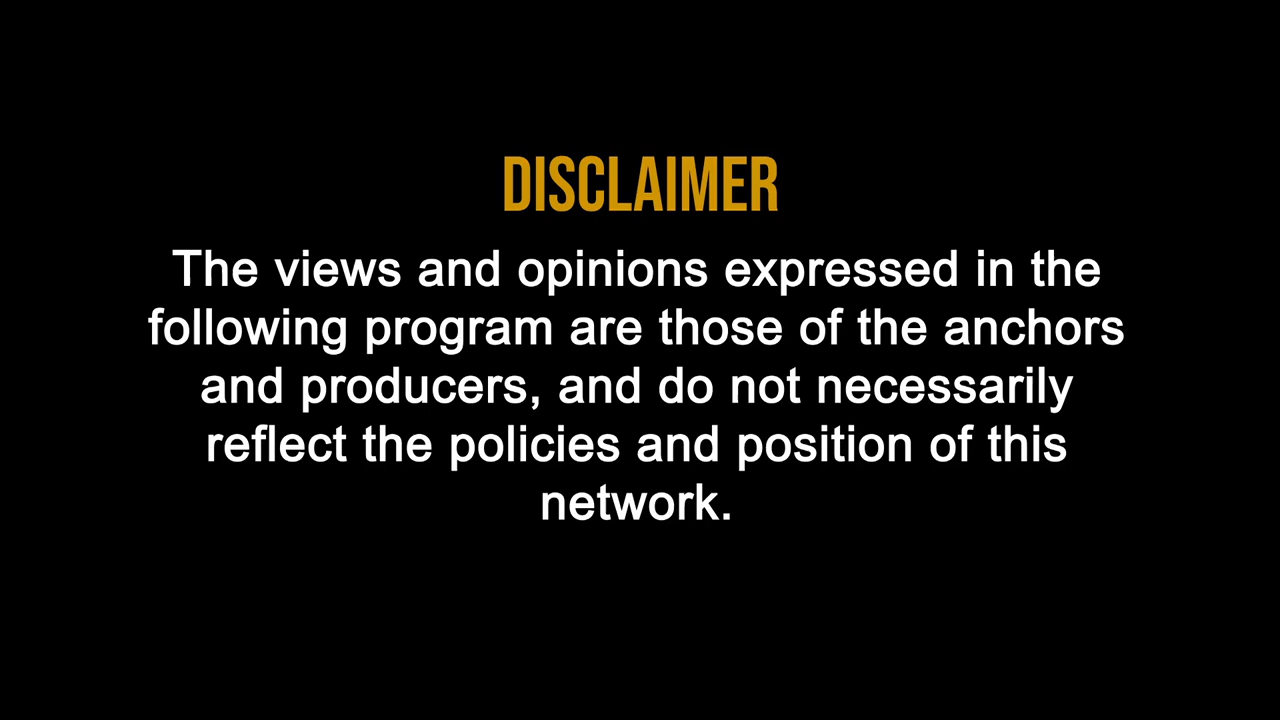 DISCLAIMER
The views and opinions expressed in the
following program are those of the anchors
and producers, and do not necessarily
reflect the policies and position of this
network.